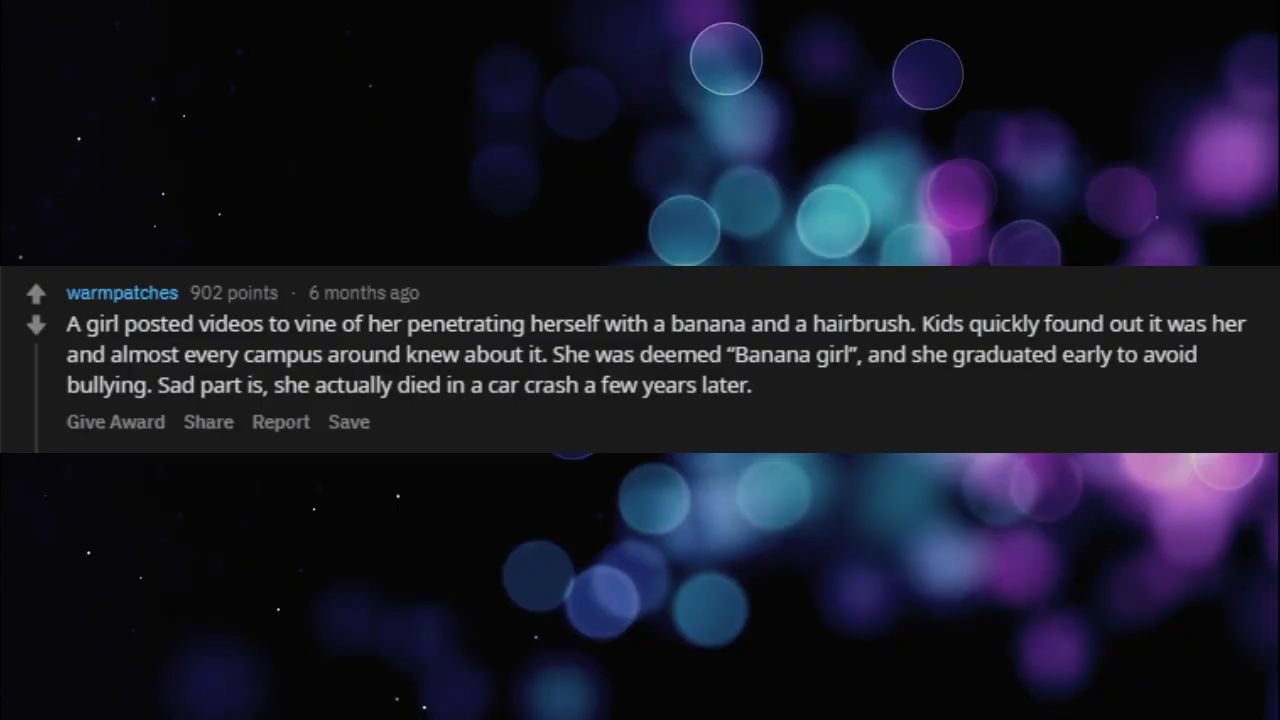 warmpatches 902 points · 6 months ago
A girl posted videos to vine of her penetrating herself with a banana and a hairbrush. Kids quickly found out it was her
and almost every campus around knew about it. She was deemed “Banana girl”, and she graduated early to avoid
bullying. Sad part is, she actually died in a car crash a few years later.
Give Award Share Report Save